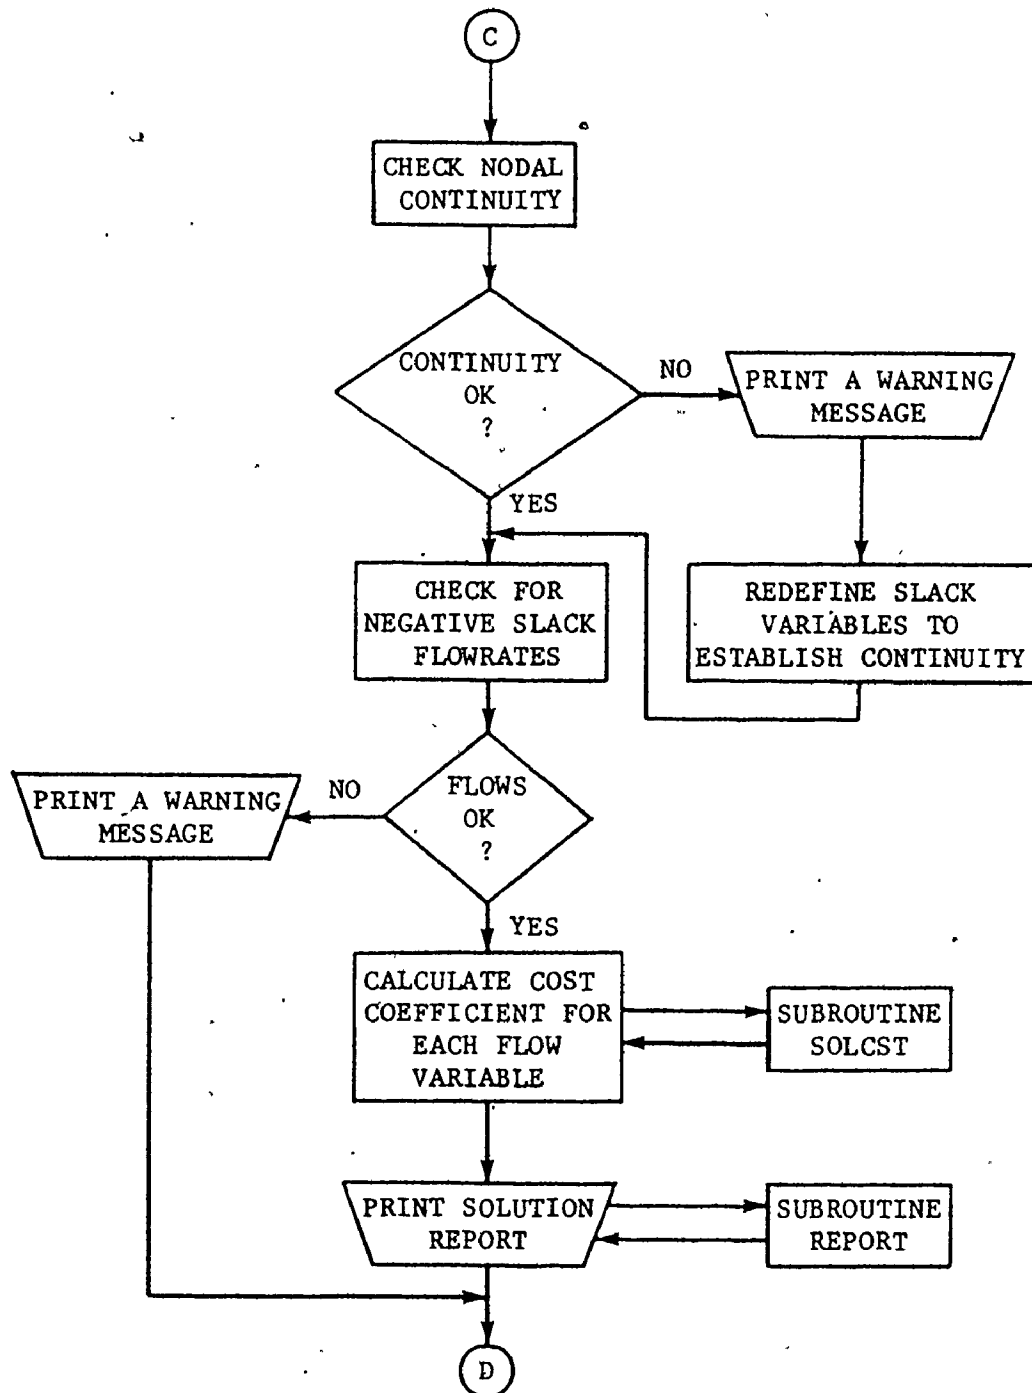 C
CHECK NODAL
CONTINUITY
CONTINUITY
OK
?
NO
PRINT A WARNING
MESSAGE
YES
REDEFINE SLACK
VARIABLES TO
ESTABLISH CONTINUITY
CHECK FOR
NEGATIVE SLACK
FLOWRATES
FLOWS
OK
?
NO
PRINT A WARNING
MESSAGE
YES
CALCULATE COST
COEFFICIENT FOR
EACH FLOW
VARIABLE
SUBROUTINE
SOLCST
PRINT SOLUTION
REPORT
SUBROUTINE
REPORT
D